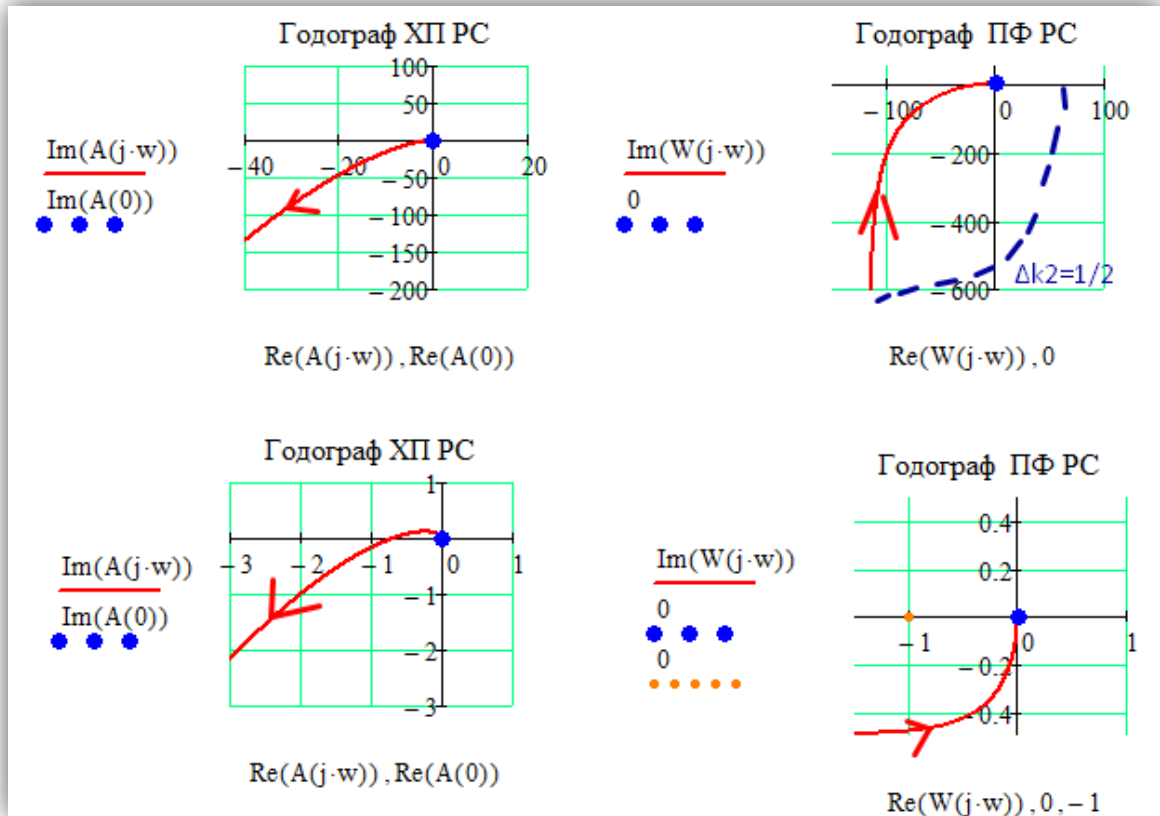 Годограф ХП РС
100
50
0
−50
−100
−150
−200
−40
−20
0
20
Im(A(j·w))
Im(A(0))
Re(A(j·w)) , Re(A(0))
Годограф ПФ РС
−100
0
100
−200
−400
−600
Δk2=1/2
Im(W(j·w))
0
Re(W(j·w)) , 0
Годограф ХП РС
1
−3
−2
−1
0
1
−1
−2
−3
Im(A(j·w))
Im(A(0))
Re(A(j·w)) , Re(A(0))
Годограф ПФ РС
0.4
0.2
−1
0
1
−0.2
−0.4
Im(W(j·w))
0
0
Re(W(j·w)) , 0 , −1